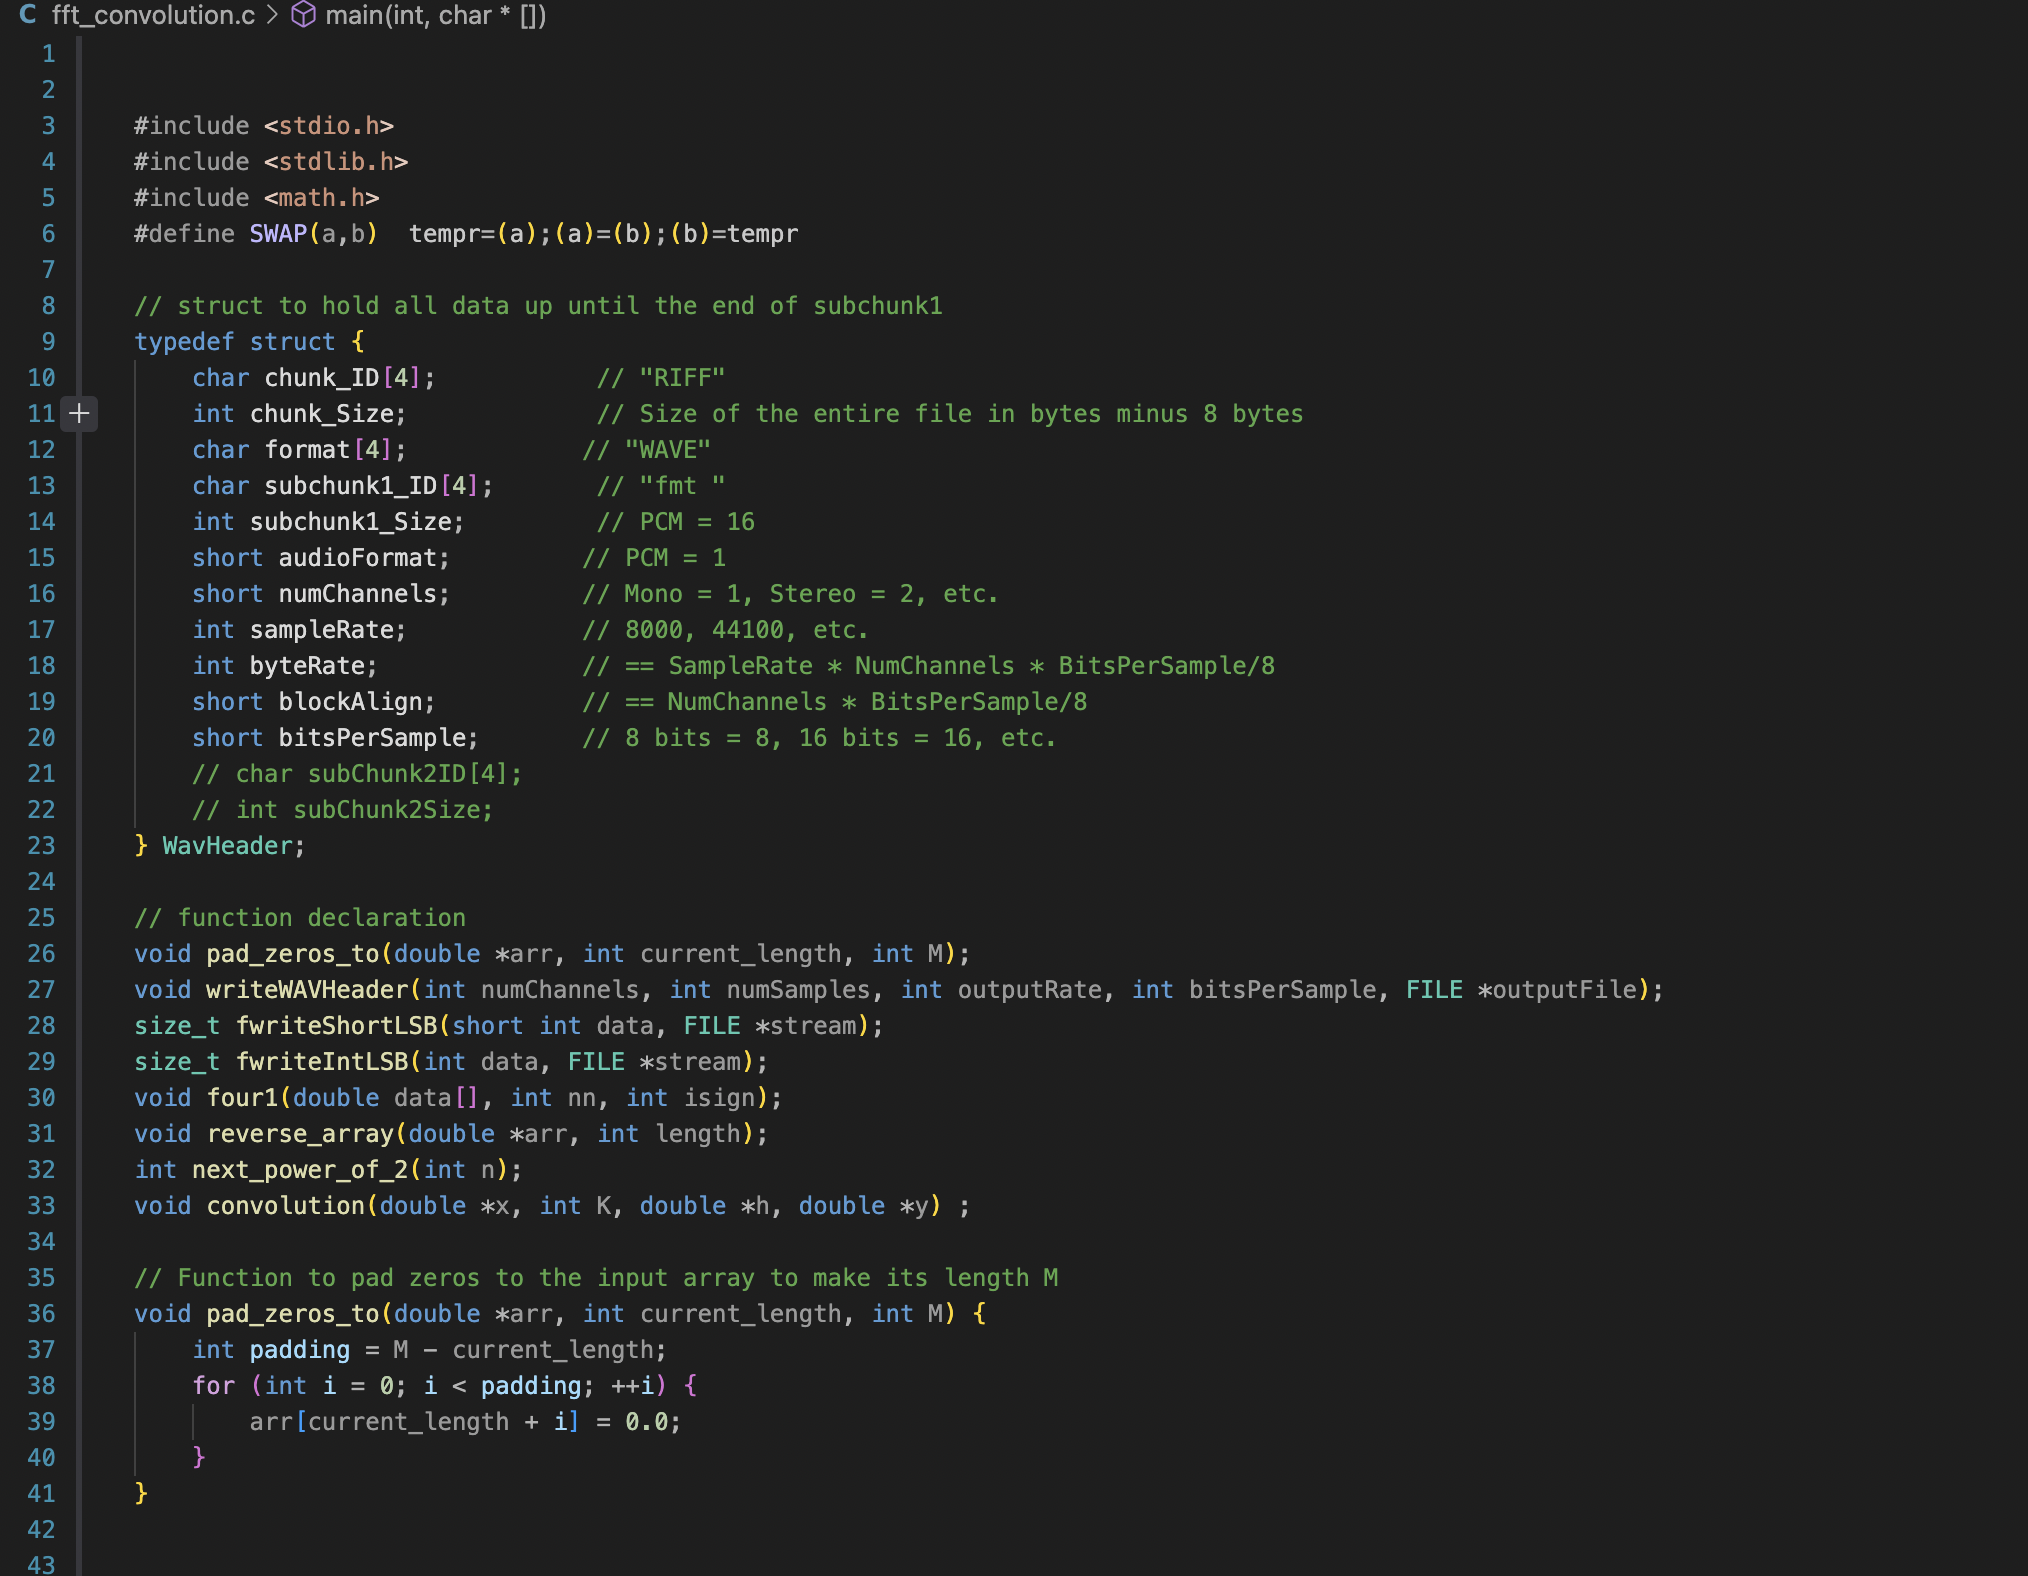 C fft_convolution.c > main(int, char * [])
1
2
3 #include <stdio.h>
4 #include <stdlib.h>
5 #include <math.h>
6 #define SWAP(a,b)  tempr=(a);(a)=(b);(b)=tempr
7
8 // struct to hold all data up until the end of subchunk1
9 typedef struct {
10     char chunk_ID[4];           // "RIFF"
11 +     int chunk_Size;             // Size of the entire file in bytes minus 8 bytes
12     char format[4];            // "WAVE"
13     char subchunk1_ID[4];       // "fmt "
14     int subchunk1_Size;         // PCM = 16
15     short audioFormat;         // PCM = 1
16     short numChannels;         // Mono = 1, Stereo = 2, etc.
17     int sampleRate;            // 8000, 44100, etc.
18     int byteRate;              // == SampleRate * NumChannels * BitsPerSample/8
19     short blockAlign;          // == NumChannels * BitsPerSample/8
20     short bitsPerSample;       // 8 bits = 8, 16 bits = 16, etc.
21     // char subChunk2ID[4];
22     // int subChunk2Size;
23 } WavHeader;
24
25 // function declaration
26 void pad_zeros_to(double *arr, int current_length, int M);
27 void writeWAVHeader(int numChannels, int numSamples, int outputRate, int bitsPerSample, FILE *outputFile);
28 size_t fwriteShortLSB(short int data, FILE *stream);
29 size_t fwriteIntLSB(int data, FILE *stream);
30 void four1(double data[], int nn, int isign);
31 void reverse_array(double *arr, int length);
32 int next_power_of_2(int n);
33 void convolution(double *x, int K, double *h, double *y) ;
34
35 // Function to pad zeros to the input array to make its length M
36 void pad_zeros_to(double *arr, int current_length, int M) {
37     int padding = M - current_length;
38     for (int i = 0; i < padding; ++i) {
39         arr[current_length + i] = 0.0;
40     }
41 }
42
43